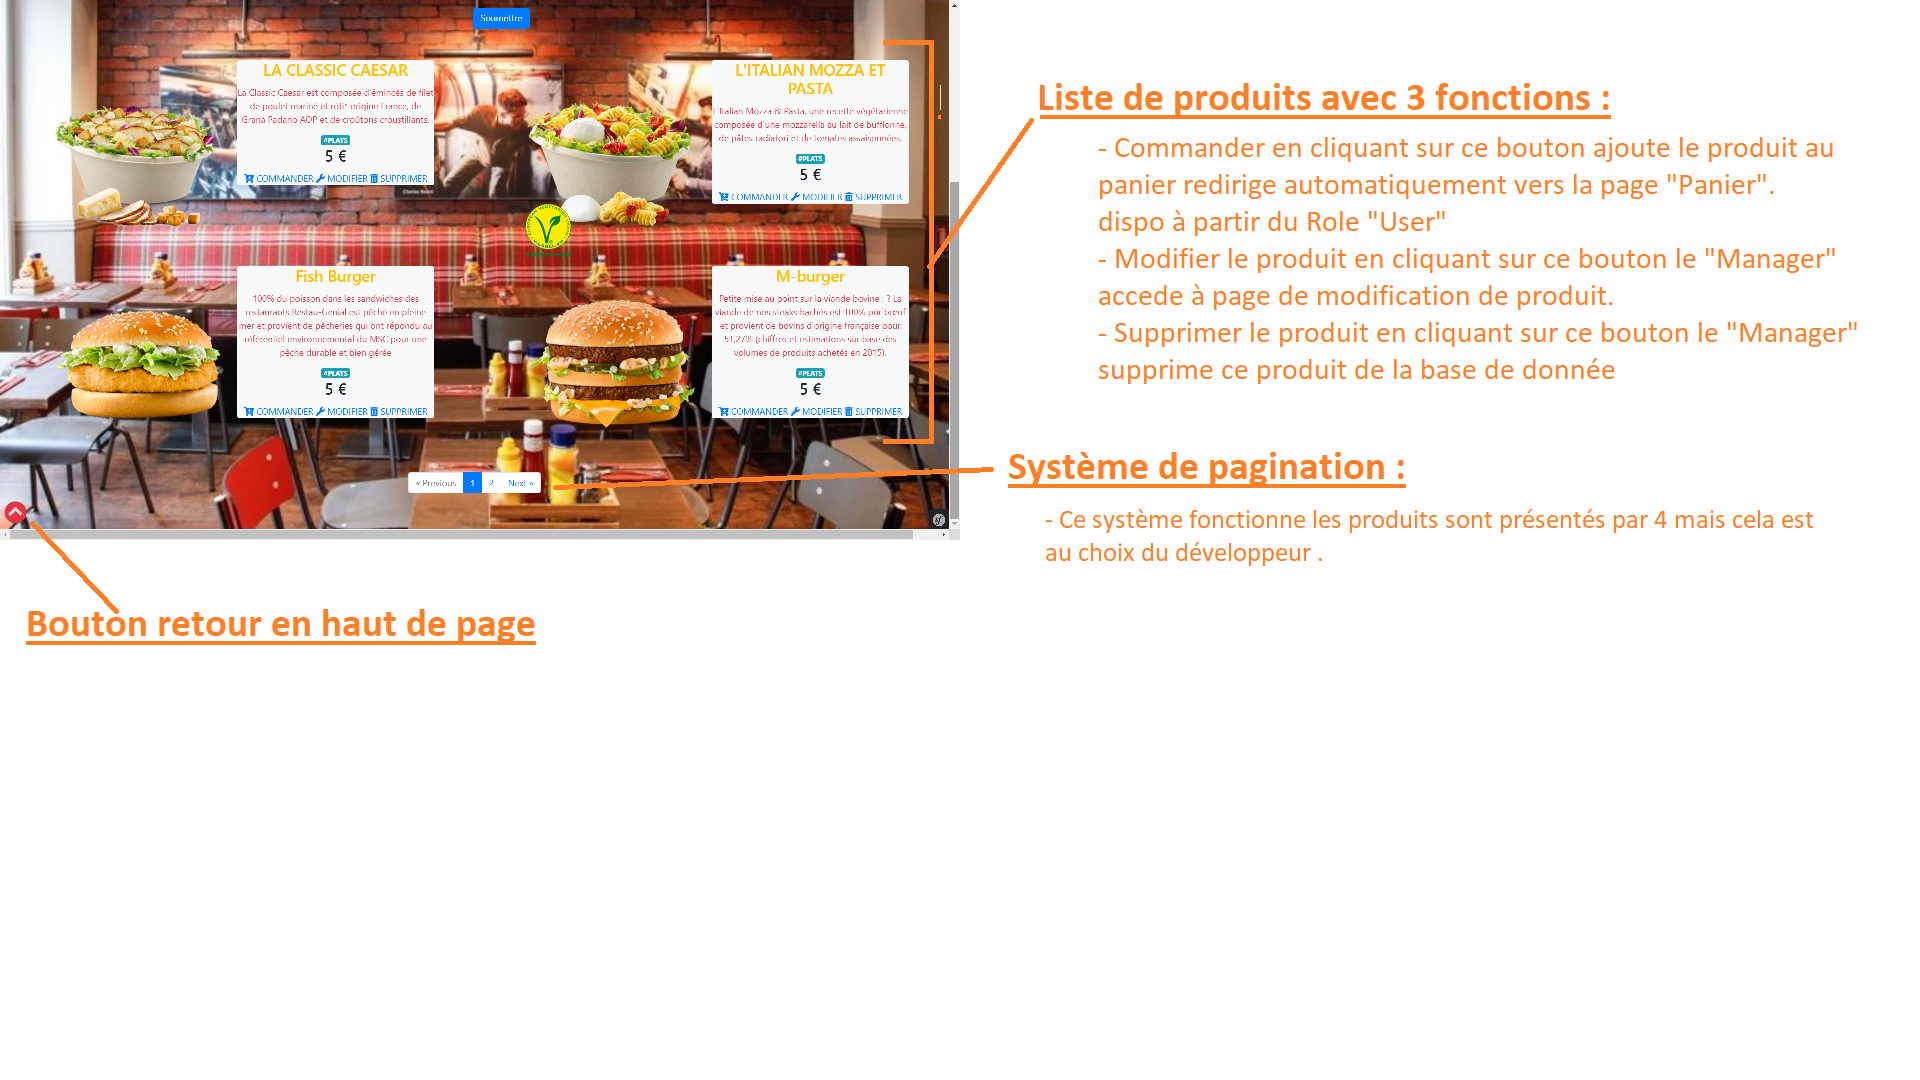 Soumettre
LA CLASSIC CAESAR
La Classic Caesar est composée d'émincés de filet
de poulet mariné et rôti* origine France, de
Grana Padano AOP et de croûtons croustillants.
#PLATS
5 €
COMMANDER MODIFIER SUPPRIMER
L'ITALIAN MOZZA ET
PASTA
L'Italian Mozza & Pasta, une recette végétarienne
composée d'une mozzarella au lait de bufflonne,
de pâtes radiatori et de tomates assaisonnées.
#PLATS
5 €
COMMANDER MODIFIER SUPPRIMER
Fish Burger
100% du poisson dans les sandwiches des
restaurants Restau-Genial est pêché en pleine
mer et provient de pêcheries qui ont répondu au
référentiel environnemental du MSC pour une
pêche durable et bien gérée
#PLATS
5 €
COMMANDER MODIFIER SUPPRIMER
M-burger
Petite mise au point sur la viande bovine : ? La
viande de nos steaks hachés est 100% pur bœuf
et provient de bovins d'origine française pour
51,27% (chiffres et estimations sur base des
volumes de produits achetés en 2015).
#PLATS
5 €
COMMANDER MODIFIER SUPPRIMER
« Previous 1 2 Next »
Liste de produits avec 3 fonctions :
- Commander en cliquant sur ce bouton ajoute le produit au
panier redirige automatiquement vers la page "Panier".
dispo à partir du Role "User"
- Modifier le produit en cliquant sur ce bouton le "Manager"
accede à page de modification de produit.
- Supprimer le produit en cliquant sur ce bouton le "Manager"
supprime ce produit de la base de donnée
Système de pagination :
- Ce système fonctionne les produits sont présentés par 4 mais cela est
au choix du développeur .
Bouton retour en haut de page